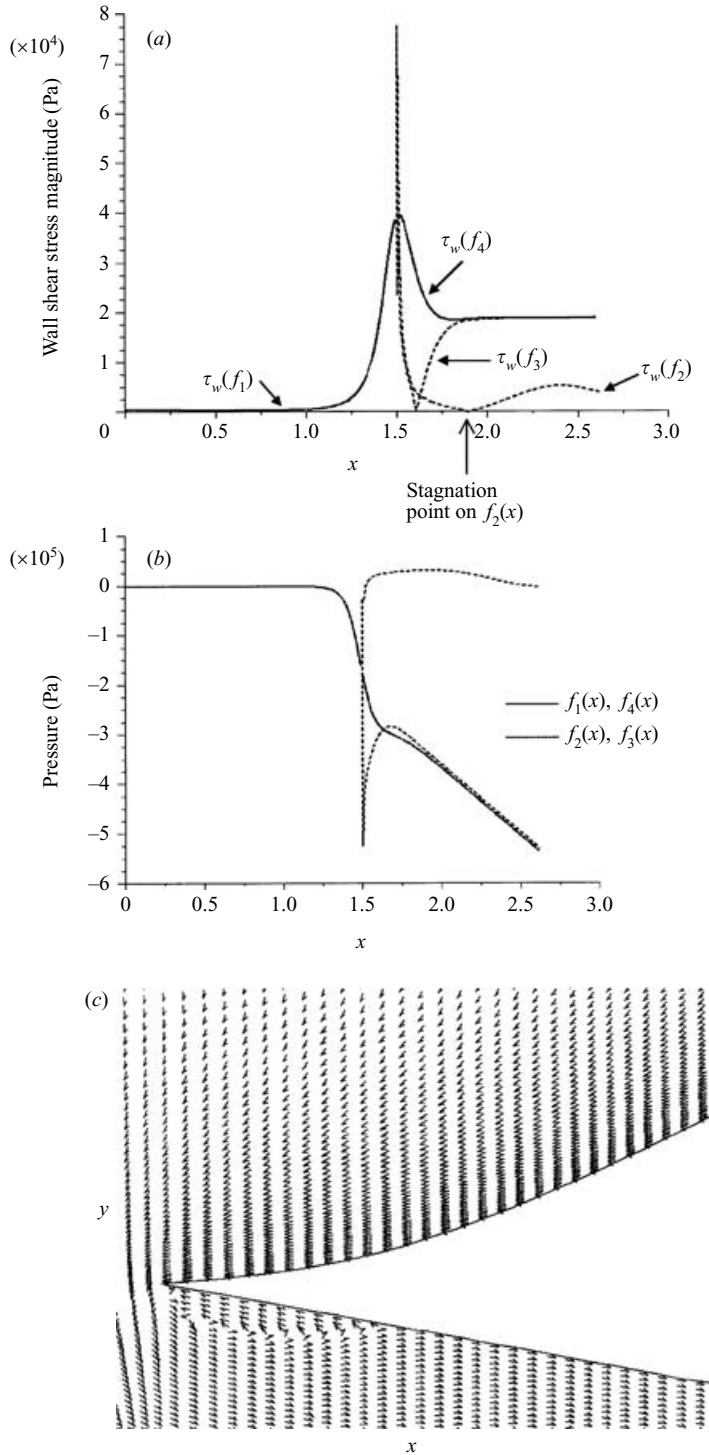 (×10⁴)
(a)
8
7
6
5
4
3
2
1
0
0.5
1.0
1.5
2.0
2.5
3.0
Wall shear stress magnitude (Pa)
τw(f4)
τw(f3)
τw(f1)
τw(f2)
x
Stagnation
point on f2(x)
(×10⁵)
(b)
1
0
–1
–2
–3
–4
–5
–6
Pressure (Pa)
f1(x), f4(x)
f2(x), f3(x)
0
0.5
1.0
1.5
2.0
2.5
3.0
x
(c)
y
x